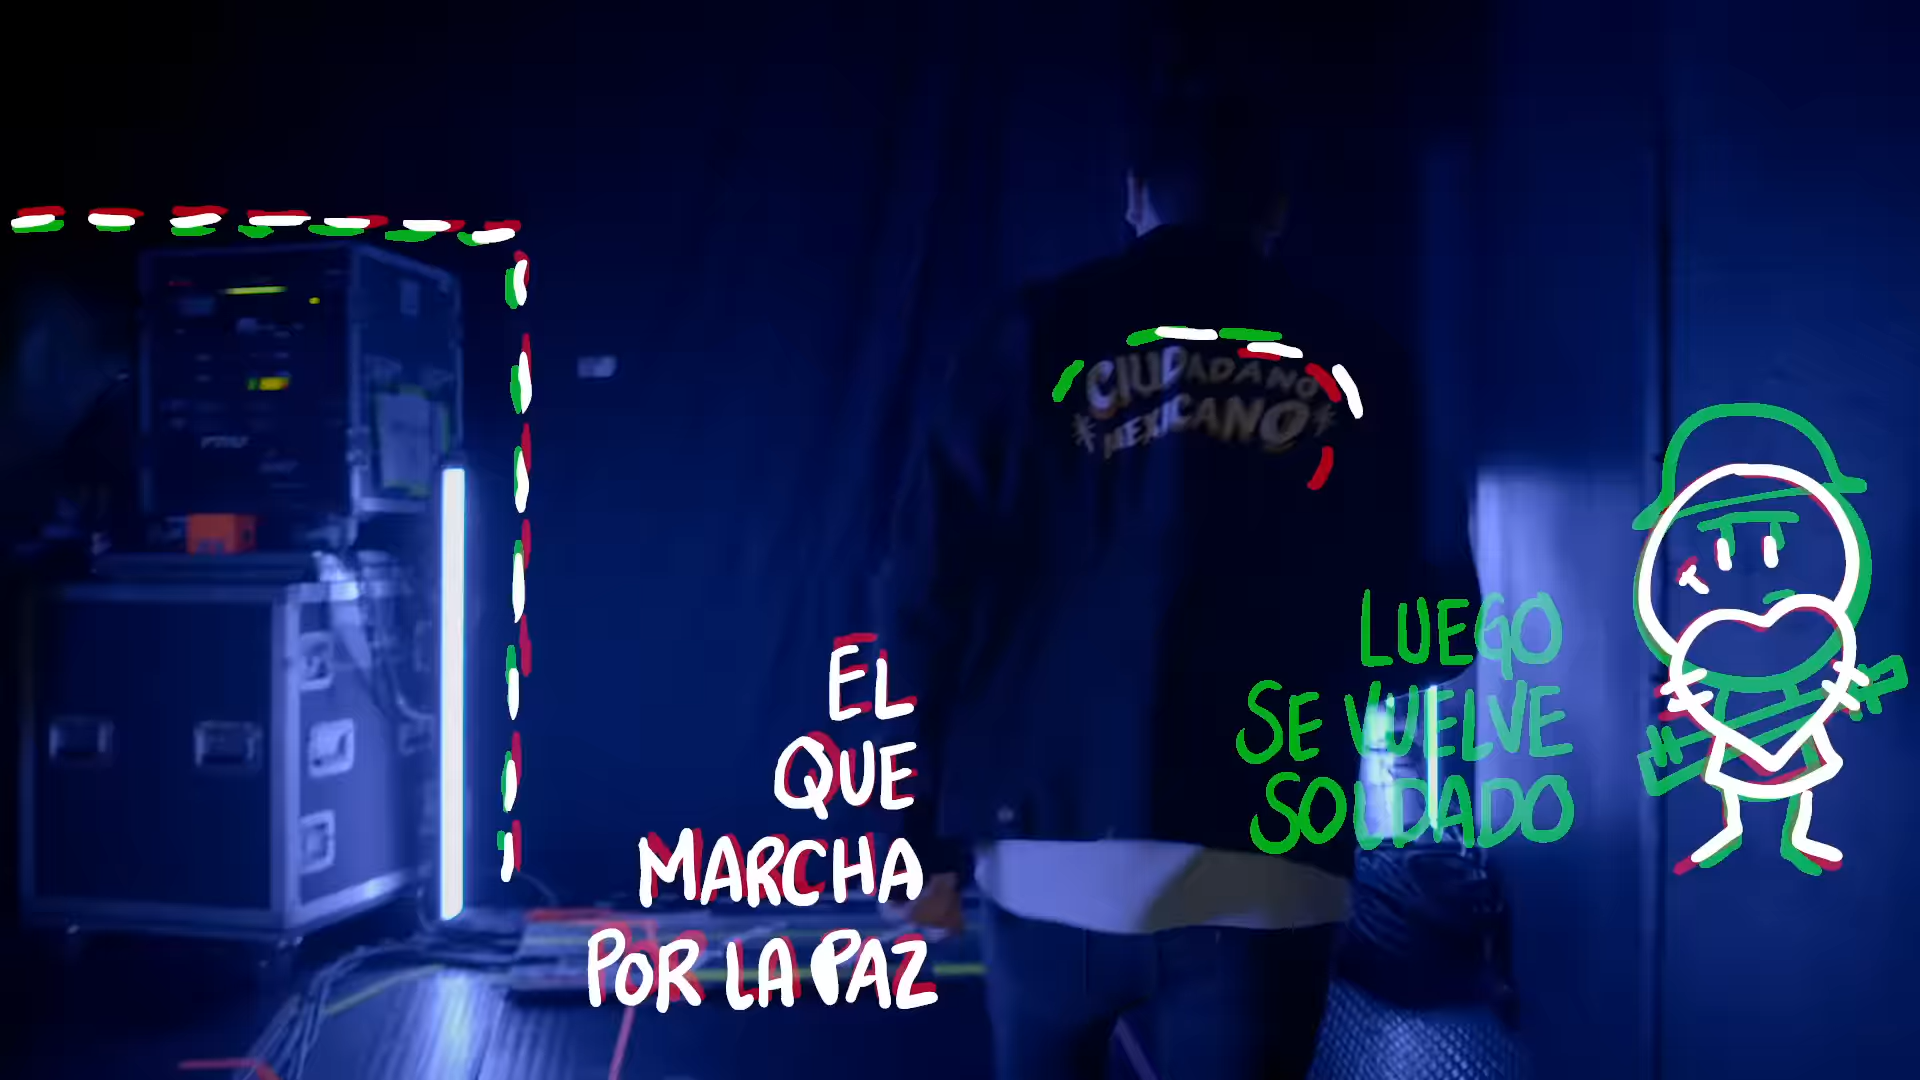 CIUDADANO
*MEXICANO*
EL
QUE
MARCHA
POR LA PAZ
LUEGO
SE VUELVE
SOLDADO